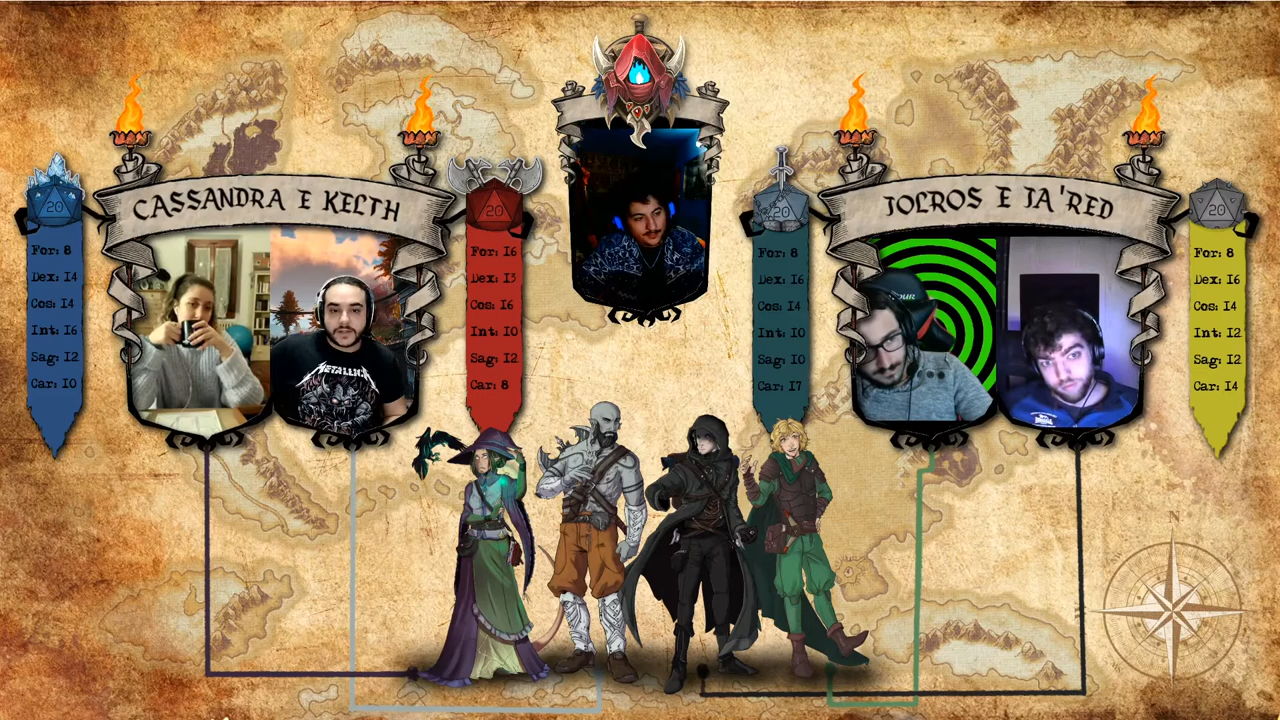 CASSANDRA E KELTH
JOLROS E JA'RED
20
For: 8
Dex: 14
Cos: 14
Int: 16
Sag: 12
Car: 10
20
For: 16
Dex: 13
Cos: 16
Int: 10
Sag: 12
Car: 8
20
For: 8
Dex: 16
Cos: 14
Int: 10
Sag: 10
Car: 17
20
For: 8
Dex: 16
Cos: 14
Int: 12
Sag: 12
Car: 14
METALLICA
N